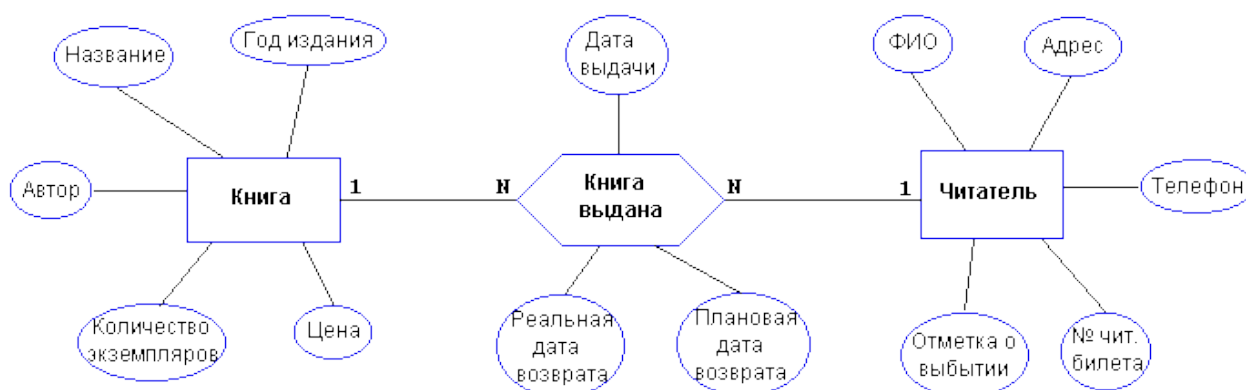 Название
Год издания
Автор
Книга
Количество
экземпляров
Цена
1
N
Дата
выдачи
Книга
выдана
Реальная
дата
возврата
Плановая
дата
возврата
N
1
ФИО
Адрес
Читатель
Телефон
Отметка о
выбытии
№ чит.
билета